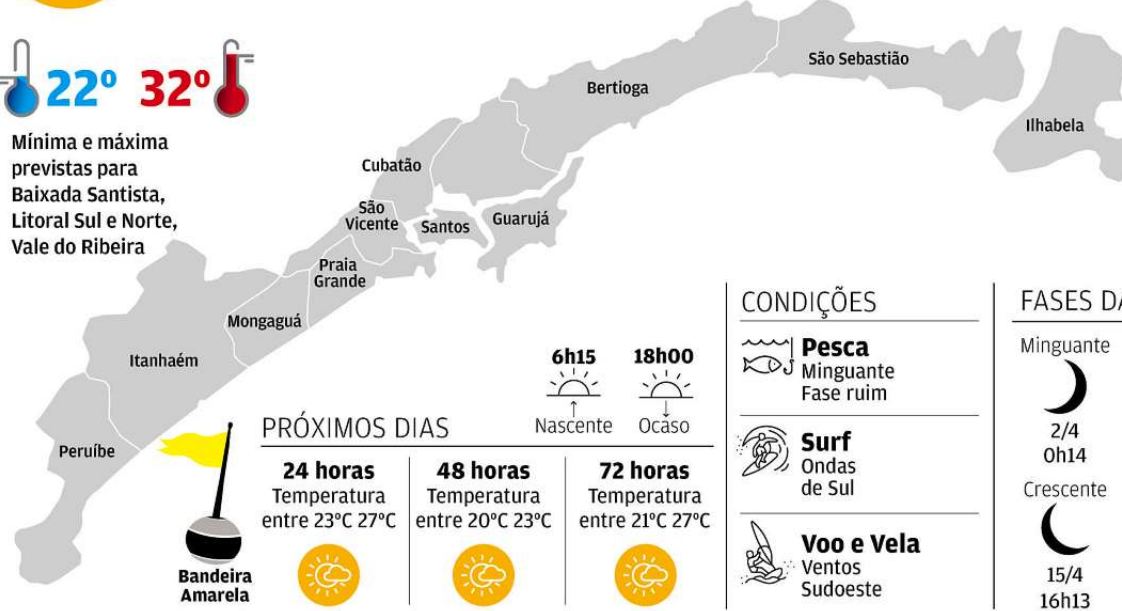 22º 32º
Mínima e máxima
previstas para
Baixada Santista,
Litoral Sul e Norte,
Vale do Ribeira
São Sebastião
Bertioga
Ilhabela
Cubatão
São
Vicente
Santos
Guarujá
Praia
Grande
Mongaguá
Itanhaém
Peruíbe
Bandeira
Amarela
6h15
Nascente
18h00
Ocaso
PRÓXIMOS DIAS
24 horas
Temperatura
entre 23ºC 27ºC
48 horas
Temperatura
entre 20ºC 23ºC
72 horas
Temperatura
entre 21ºC 27ºC
CONDIÇÕES
Pesca
Minguante
Fase ruim
Surf
Ondas
de Sul
Voo e Vela
Ventos
Sudoeste
FASES DA
Minguante
2/4
0h14
Crescente
15/4
16h13